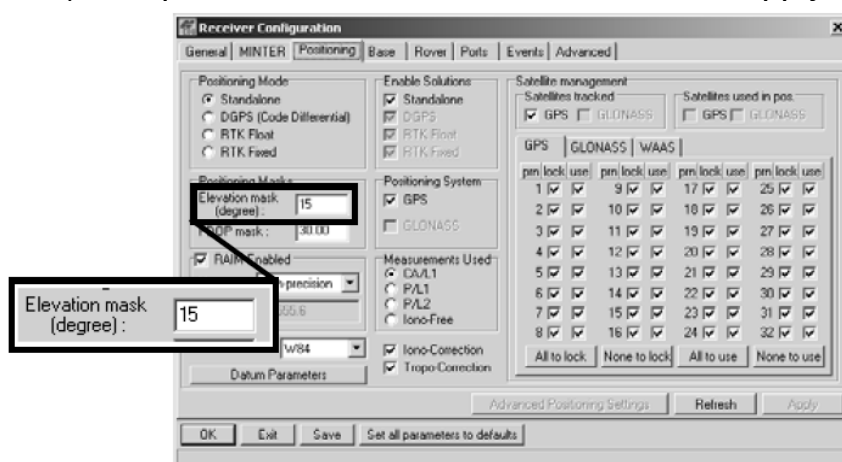 Receiver Configuration
General MINTER Positioning Base Rover Ports Events Advanced
Positioning Mode
Standalone
DGPS (Code Differential)
RTK Float
RTK Fixed
Enable Solutions
Standalone
DGPS
RTK Float
RTK Fixed
Satellite management
Satellites tracked
GPS GLONASS
Satellites used in pos.
GPS GLONASS
GPS GLONASS WAAS
prn lock use prn lock use prn lock use prn lock use
1 9 17 25
2 10 18 26
3 11 19 27
4 12 20 28
5 13 21 29
6 14 22 30
7 15 23 31
8 16 24 32
All to lock None to lock All to use None to use
Positioning Masks
Elevation mask
(degree) : 15
mask : 30.00
Positioning System
GPS
GLONASS
RAIM Enabled
precision
Measurements Used
CA/L1
P/L1
P/L2
Iono-Free
W84
Datum Parameters
Iono-Correction
Tropo-Correction
Elevation mask
(degree) : 15
Advanced Positioning Settings Refresh Apply
OK Exit Save Set all parameters to defaults